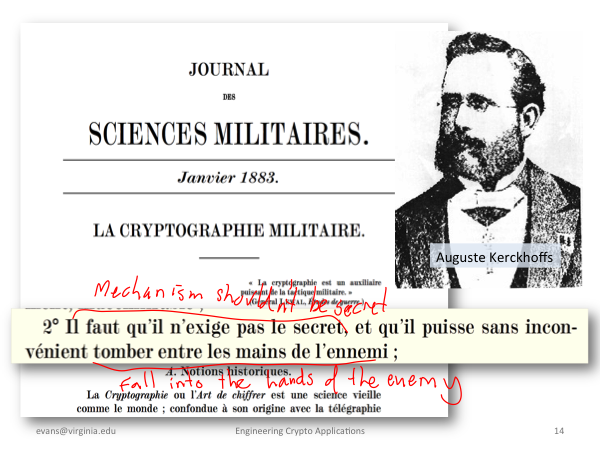 JOURNAL
DES
SCIENCES MILITAIRES.
Janvier 1883.
LA CRYPTOGRAPHIE MILITAIRE.
Auguste Kerckhoffs
« La cryptographie est un auxiliaire
puissant de la tactique militaire. »
Mechanism shouldn't be secret
2° Il faut qu'il n'exige pas le secret, et qu'il puisse sans incon-
vénient tomber entre les mains de l'ennemi ;
A. Notions historiques.
Fall into the hands of the enemy
La Cryptographie ou l'Art de chiffrer est une science vieille
comme le monde ; confondue à son origine avec la télégraphie
evans@virginia.edu
Engineering Crypto Applications
14